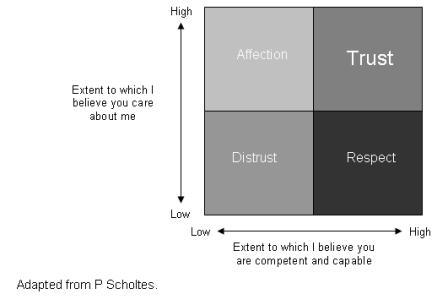 High
Affection
Trust
Extent to which I
believe you care
about me
Distrust
Respect
Low
Low
High
Extent to which I believe you
are competent and capable
Adapted from P Scholtes.